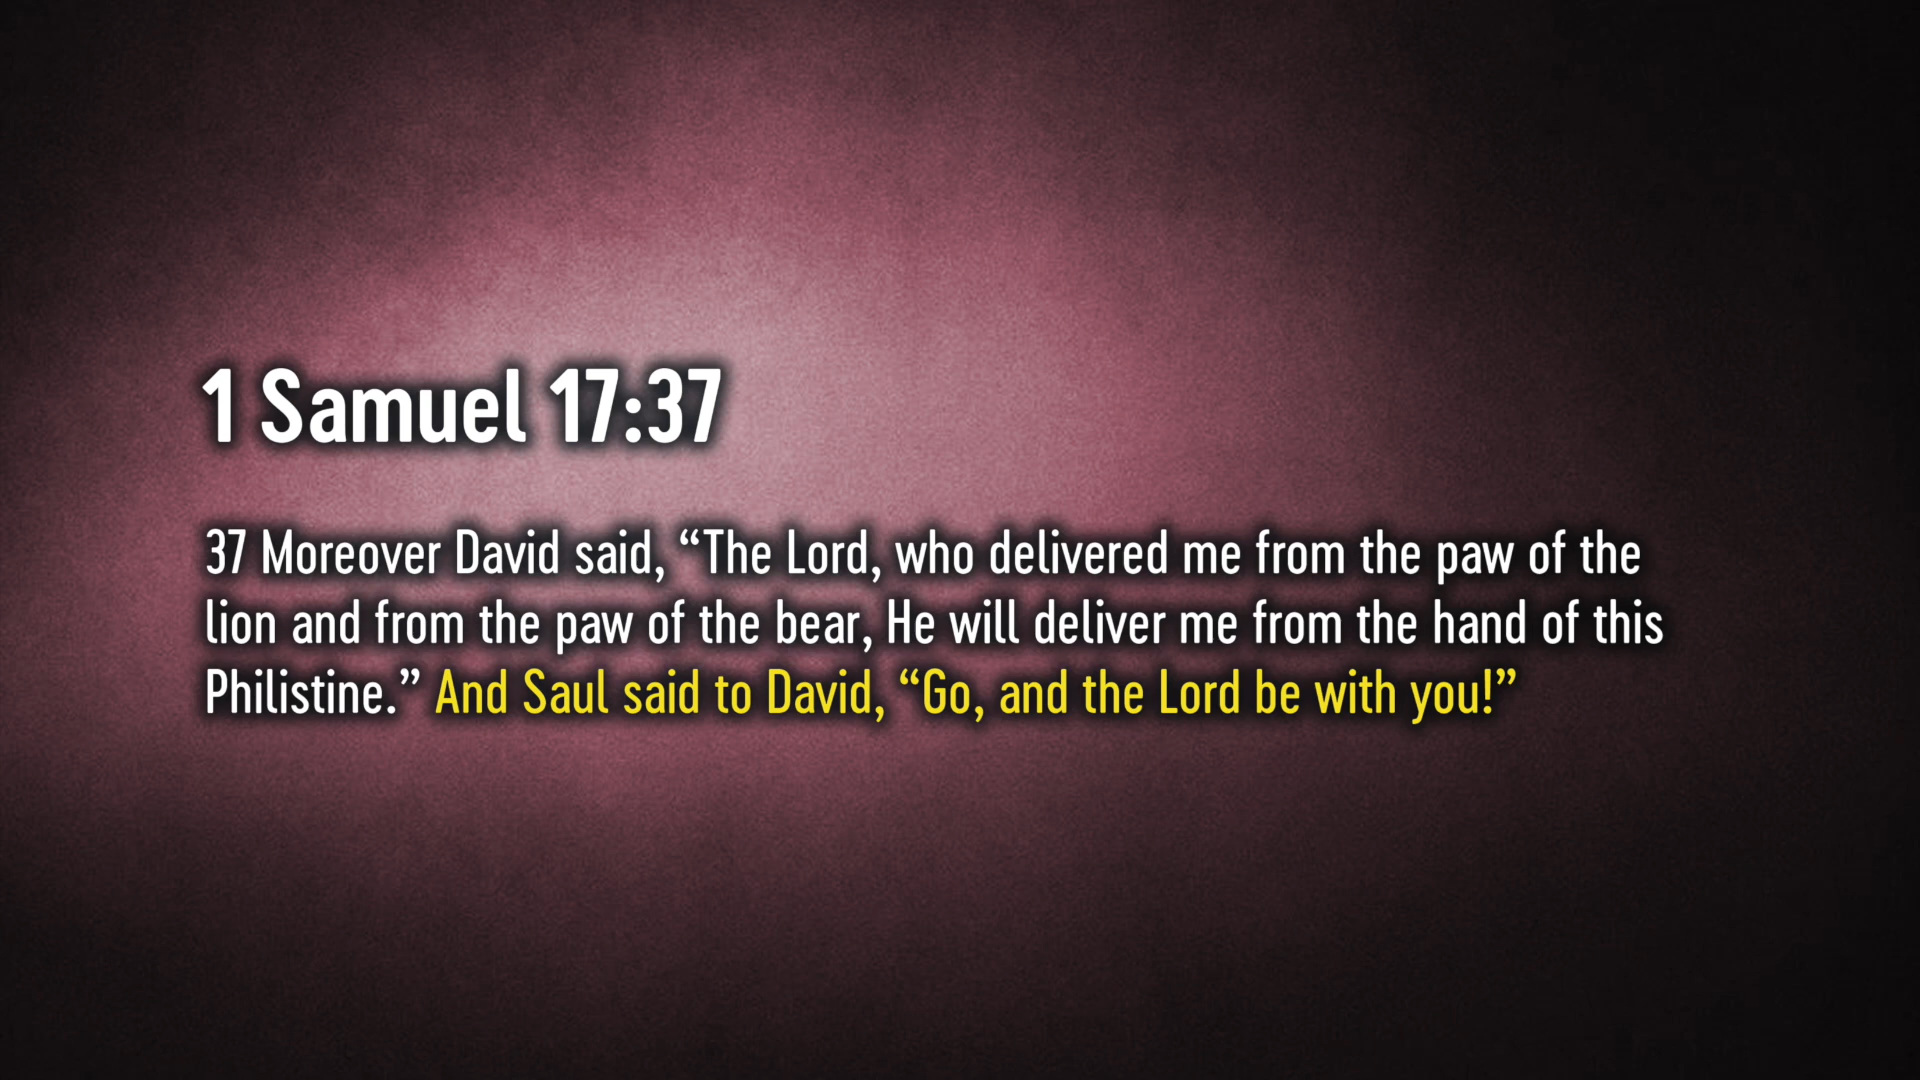 1 Samuel 17:37
37 Moreover David said, “The Lord, who delivered me from the paw of the
lion and from the paw of the bear, He will deliver me from the hand of this
Philistine.” And Saul said to David, “Go, and the Lord be with you!”